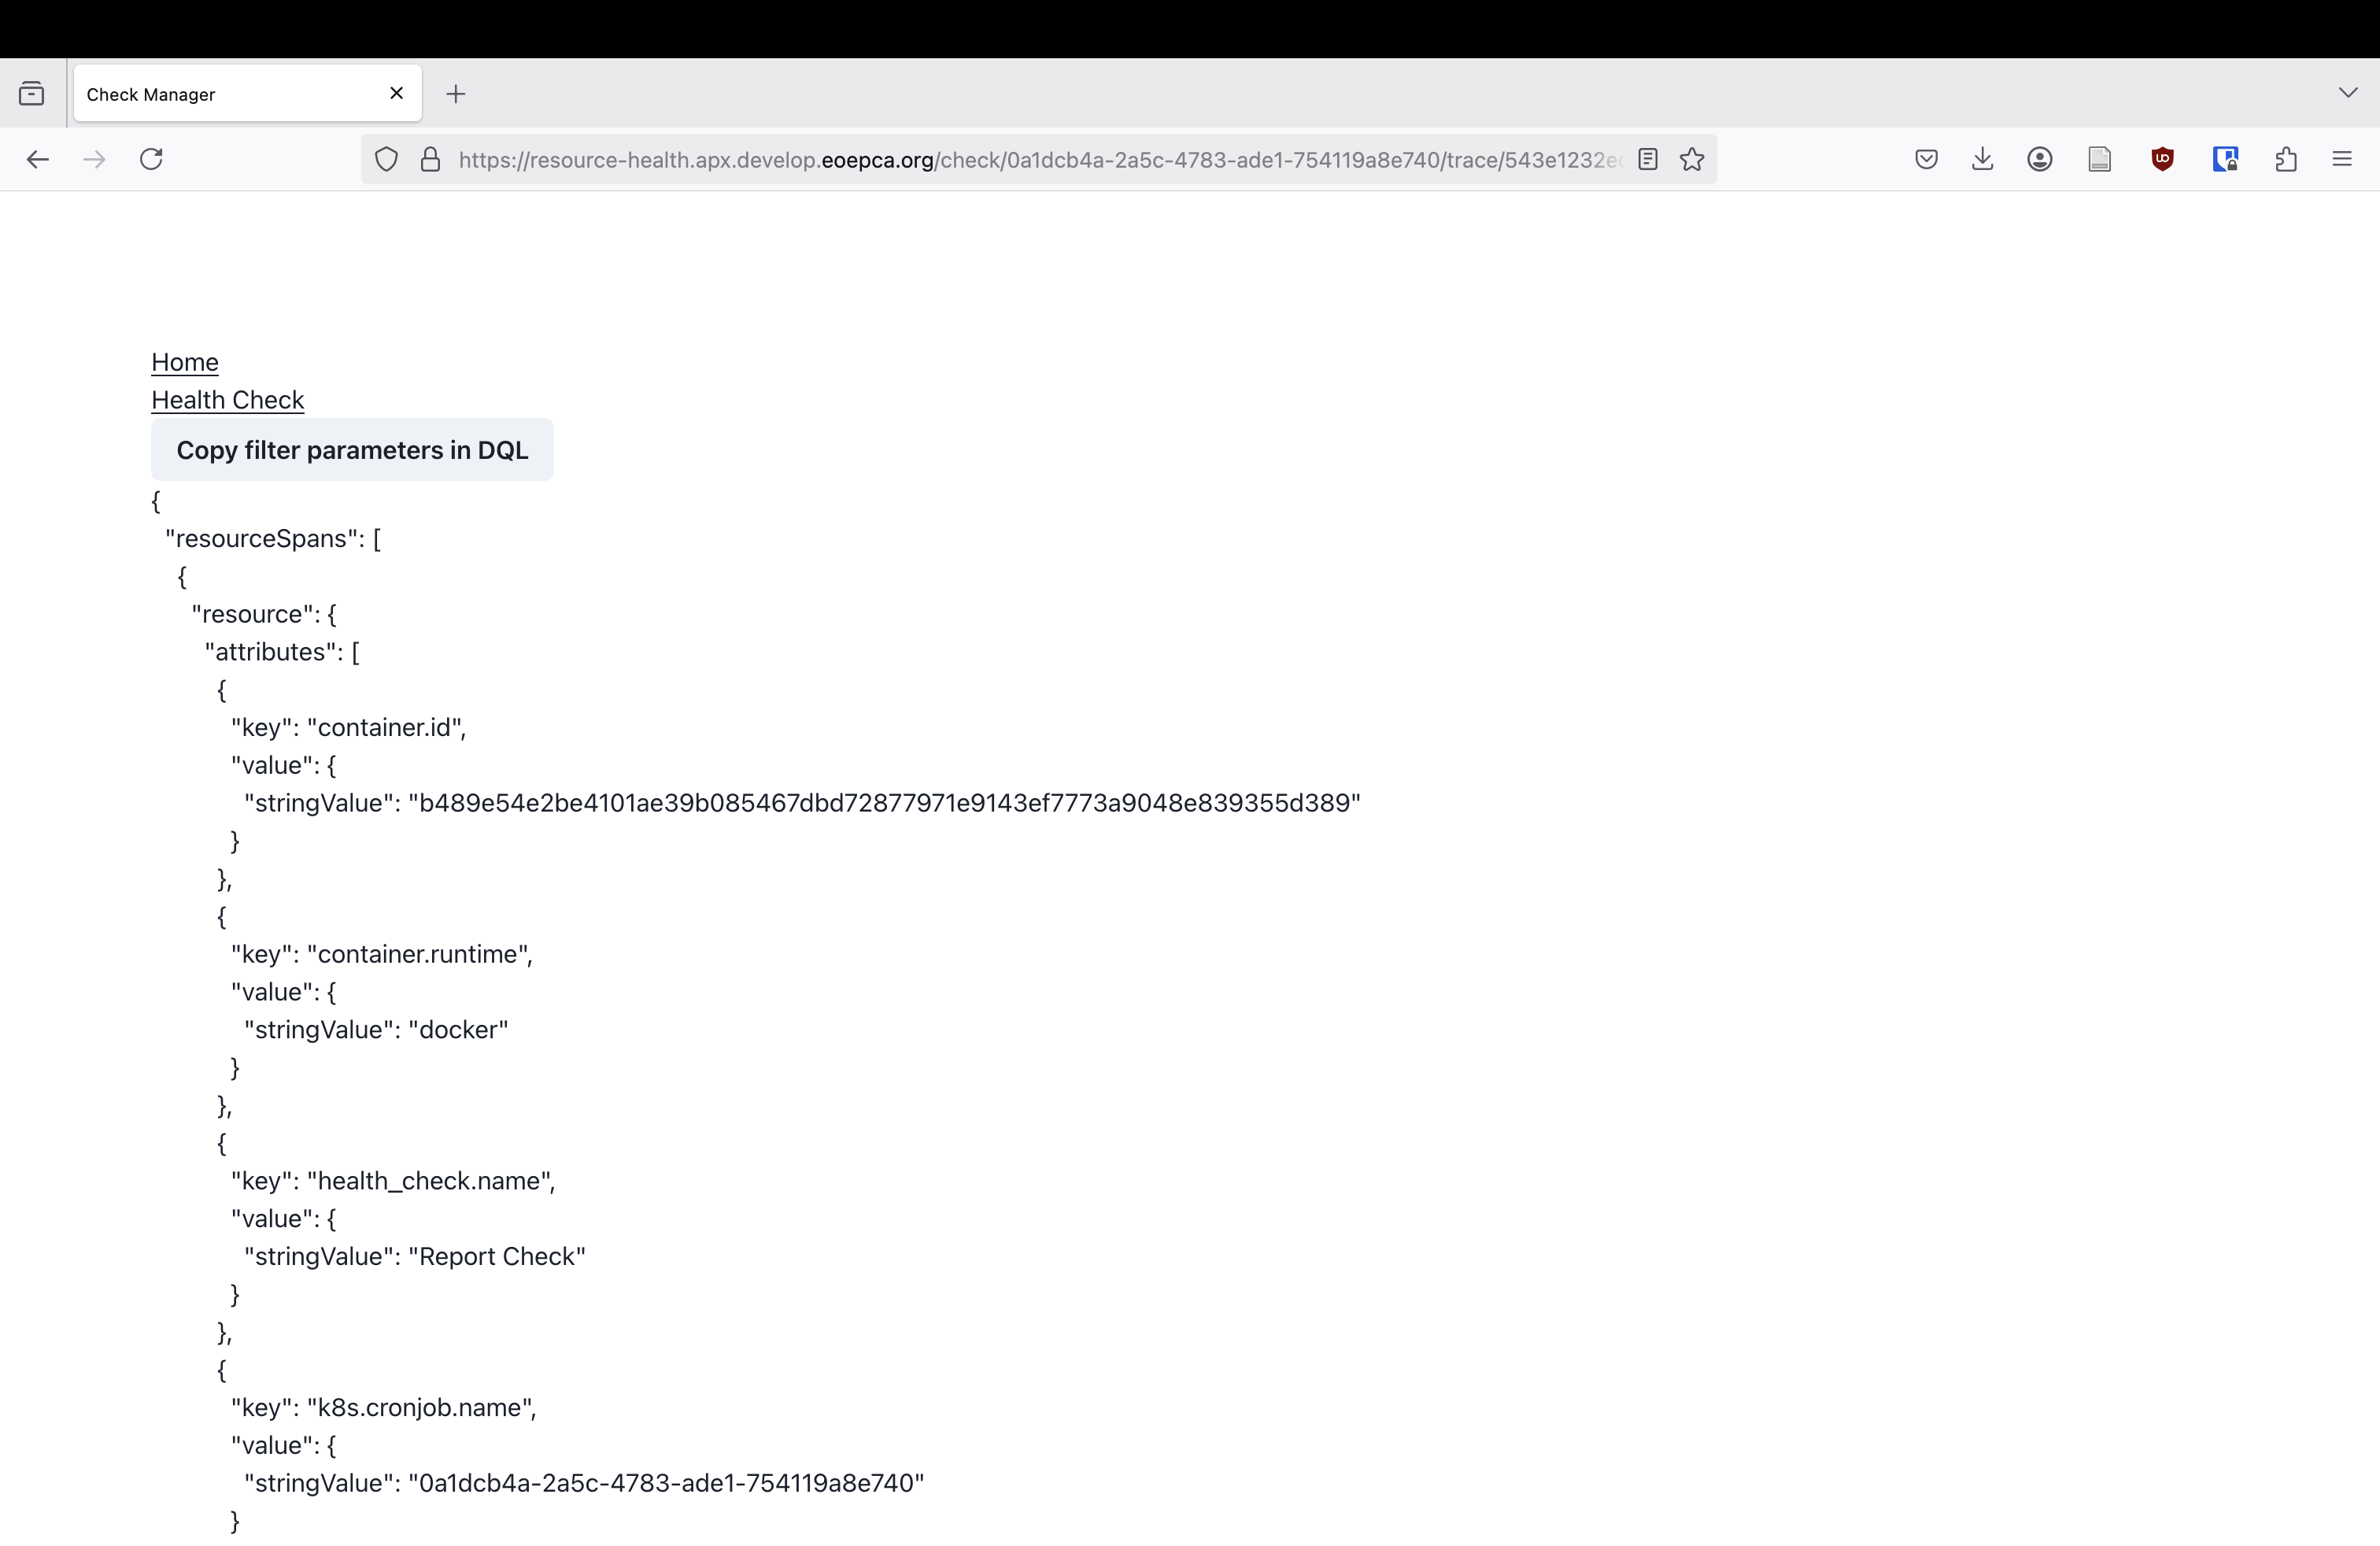 Check Manager
https://resource-health.apx.develop.eoepca.org/check/0a1dcb4a-2a5c-4783-ade1-754119a8e740/trace/543e1232e
Home
Health Check
Copy filter parameters in DQL
{
"resourceSpans": [
{
"resource": {
"attributes": [
{
"key": "container.id",
"value": {
"stringValue": "b489e54e2be4101ae39b085467dbd72877971e9143ef7773a9048e839355d389"
}
},
{
"key": "container.runtime",
"value": {
"stringValue": "docker"
}
},
{
"key": "health_check.name",
"value": {
"stringValue": "Report Check"
}
},
{
"key": "k8s.cronjob.name",
"value": {
"stringValue": "0a1dcb4a-2a5c-4783-ade1-754119a8e740"
}